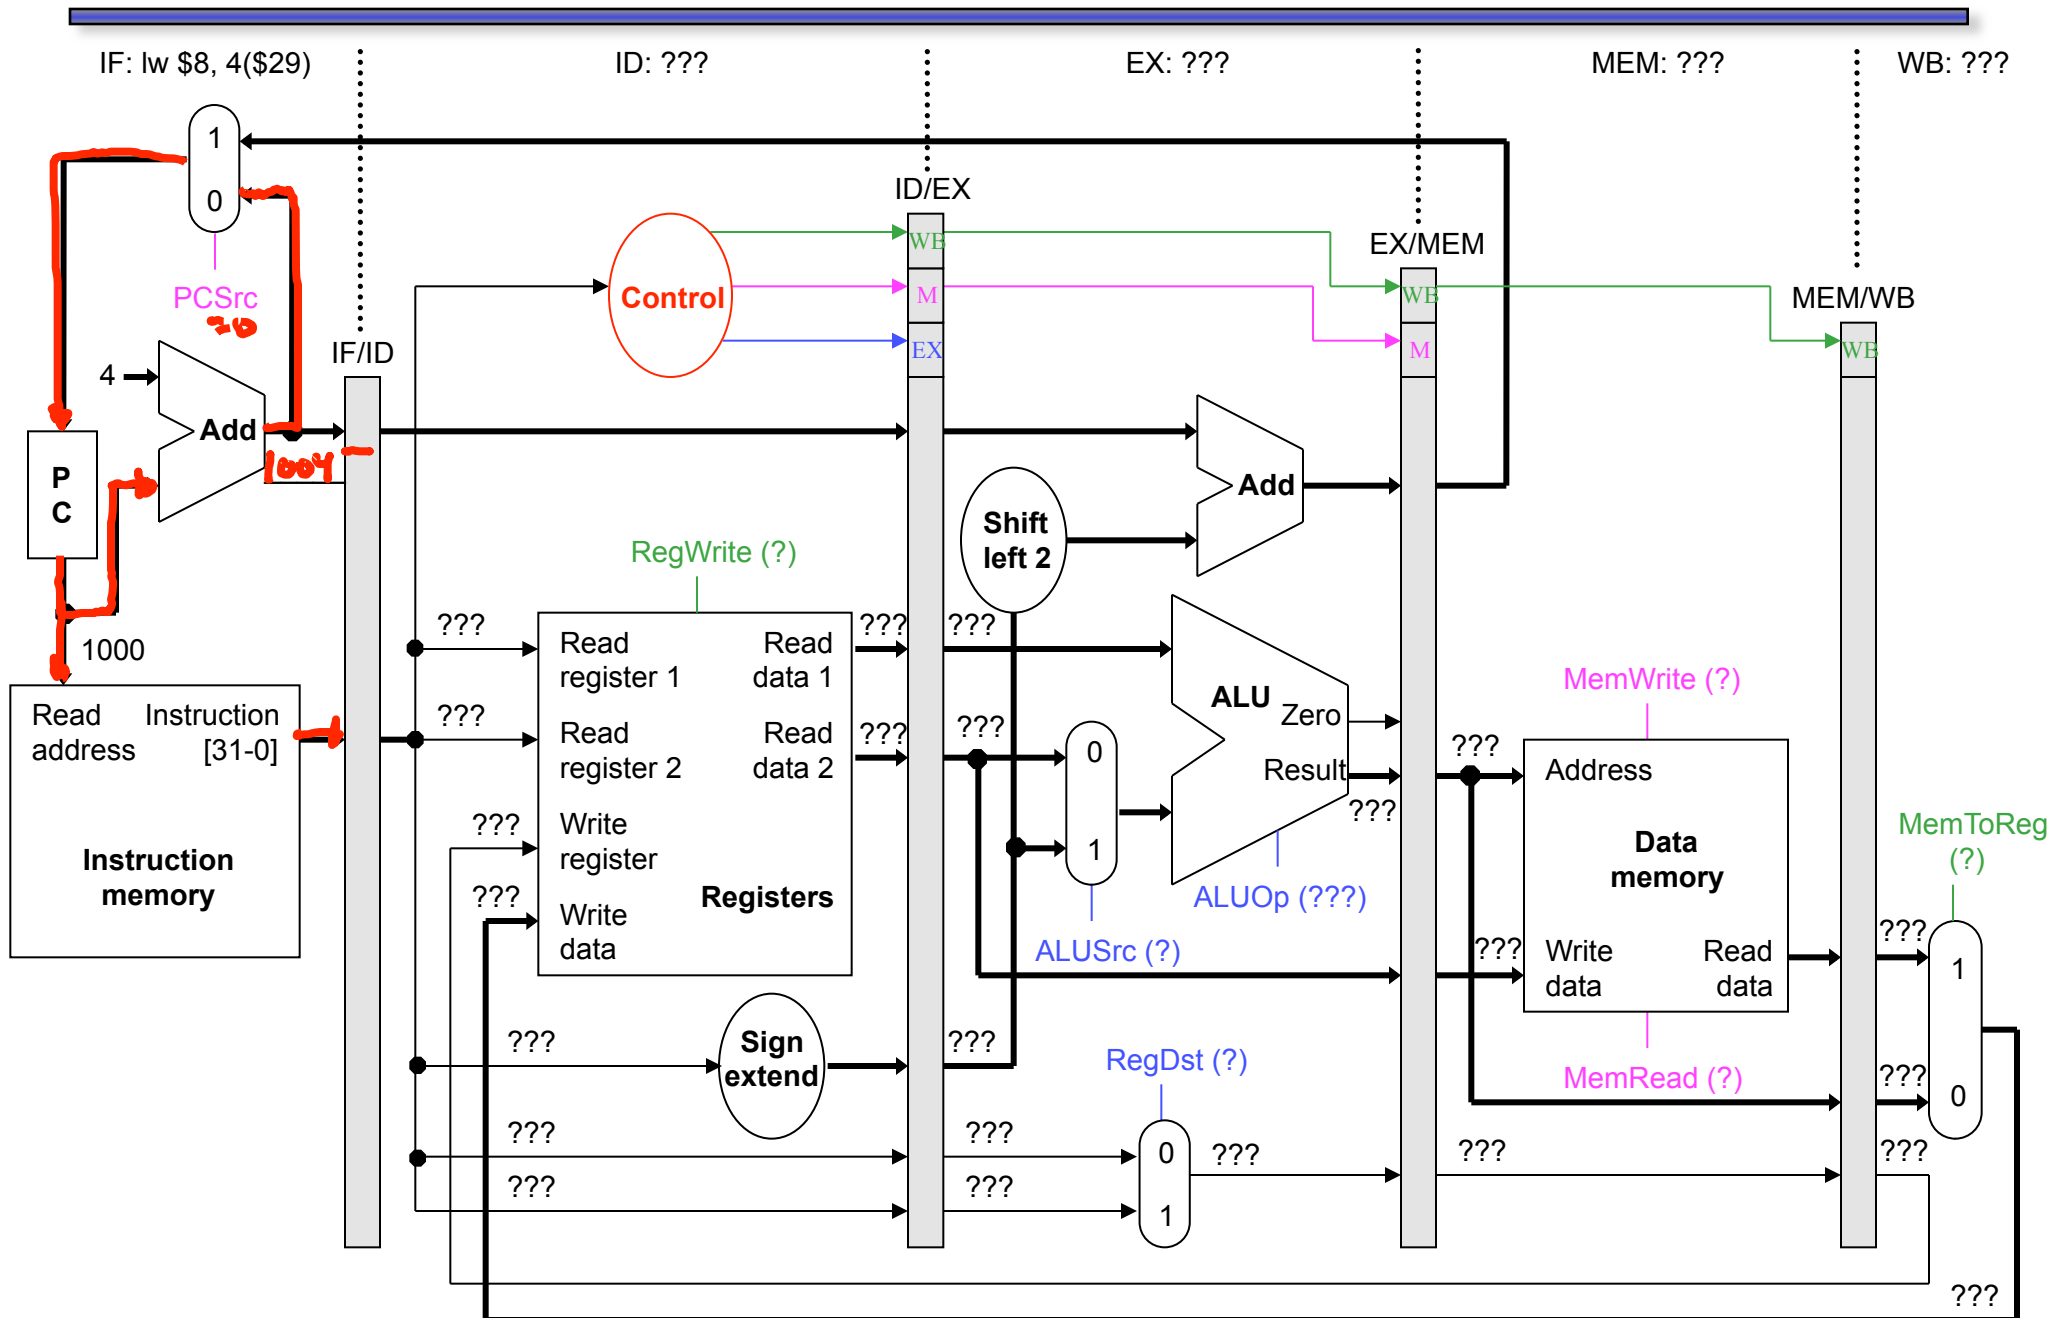 IF: lw $8, 4($29)
ID: ???
EX: ???
MEM: ???
WB: ???
1
0
PCSrc
=0
4
Add
1004
P
C
1000
Read
address
Instruction
[31-0]
Instruction
memory
IF/ID
Control
ID/EX
WB
M
EX
EX/MEM
WB
M
MEM/WB
WB
RegWrite (?)
???
???
???
???
Read
register 1
Read
data 1
Read
register 2
Read
data 2
Write
register
Write
data
Registers
???
???
???
???
Shift
left 2
Add
0
1
ALUSrc (?)
ALU
Zero
Result
???
ALUOp (???)
???
Sign
extend
???
???
???
???
???
RegDst (?)
0
1
???
???
???
MemWrite (?)
Address
Data
memory
Write
data
Read
data
MemRead (?)
???
MemToReg
(?)
???
1
???
0
???
???